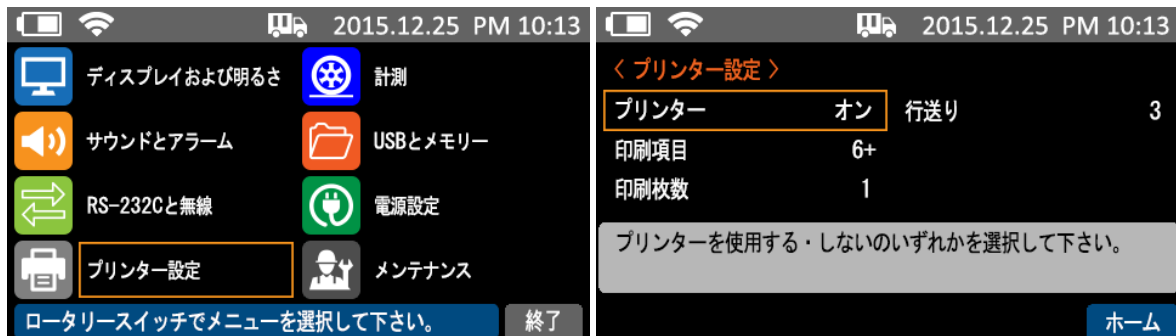 2015.12.25 PM 10:13
ディスプレイおよび明るさ
計測
サウンドとアラーム
USBとメモリー
RS-232Cと無線
電源設定
プリンター設定
メンテナンス
ロータリースイッチでメニューを選択して下さい。
終了
2015.12.25 PM 10:13
〈 プリンター設定 〉
プリンター オン
行送り 3
印刷項目 6+
印刷枚数 1
プリンターを使用する・しないのいずれかを選択して下さい。
ホーム